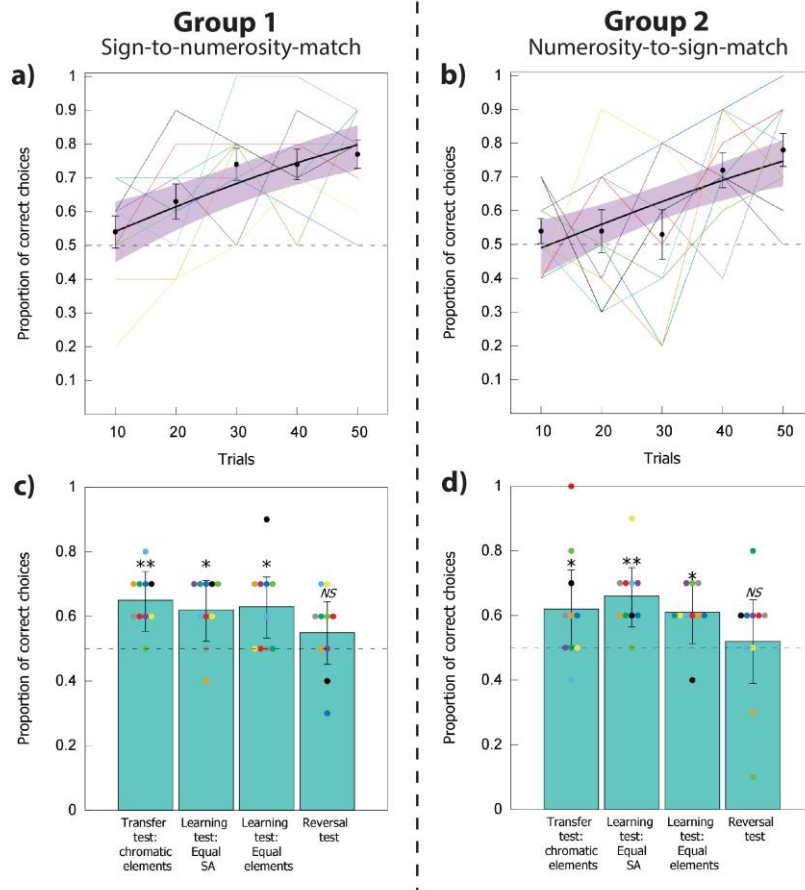 Group 1
Sign-to-numerosity-match
Group 2
Numerosity-to-sign-match
a)
Proportion of correct choices
1
0.9
0.8
0.7
0.6
0.5
0.4
0.3
0.2
0.1
10 20 30 40 50
Trials
b)
Proportion of correct choices
1
0.9
0.8
0.7
0.6
0.5
0.4
0.3
0.2
0.1
10 20 30 40 50
Trials
c)
Proportion of correct choices
1
0.8
0.6
0.4
0.2
0
** * * NS
Transfer
test:
chromatic
elements
Learning
test:
Equal
SA
Learning
test:
Equal
elements
Reversal
test
d)
Proportion of correct choices
1
0.8
0.6
0.4
0.2
0
* ** * NS
Transfer
test:
chromatic
elements
Learning
test:
Equal
SA
Learning
test:
Equal
elements
Reversal
test